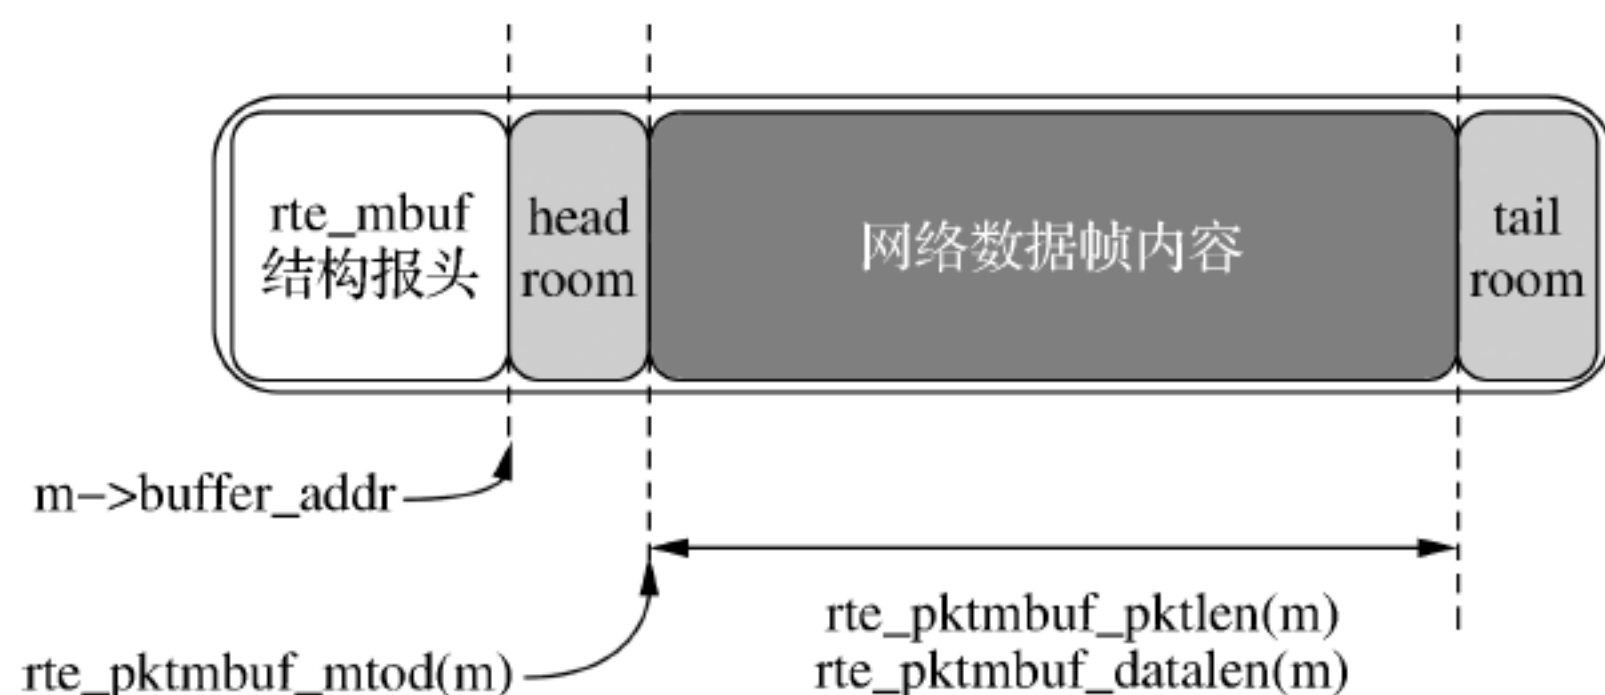 rte_mbuf
结构报头
head
room
网络数据帧内容
tail
room
m->buffer_addr
rte_pktmbuf_mtod(m)
rte_pktmbuf_pktlen(m)
rte_pktmbuf_datalen(m)